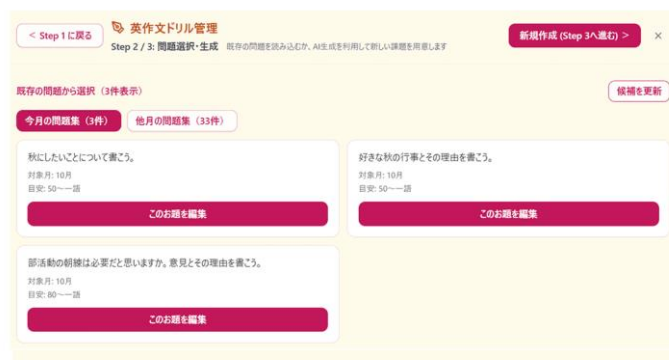 < Step 1に戻る
英作文ドリル管理
Step 2 / 3: 問題選択・生成 既存の問題を読み込むか、AI生成を利用して新しい課題を用意します
新規作成 (Step 3へ進む) >
×
既存の問題から選択（3件表示）
候補を更新
今月の問題集（3件）
他月の問題集（33件）
秋にしたいことについて書こう。
対象月: 10月
目安: 50〜—語
このお題を編集
好きな秋の行事とその理由を書こう。
対象月: 10月
目安: 50〜—語
このお題を編集
部活動の朝練は必要だと思いますか。意見とその理由を書こう。
対象月: 10月
目安: 80〜—語
このお題を編集